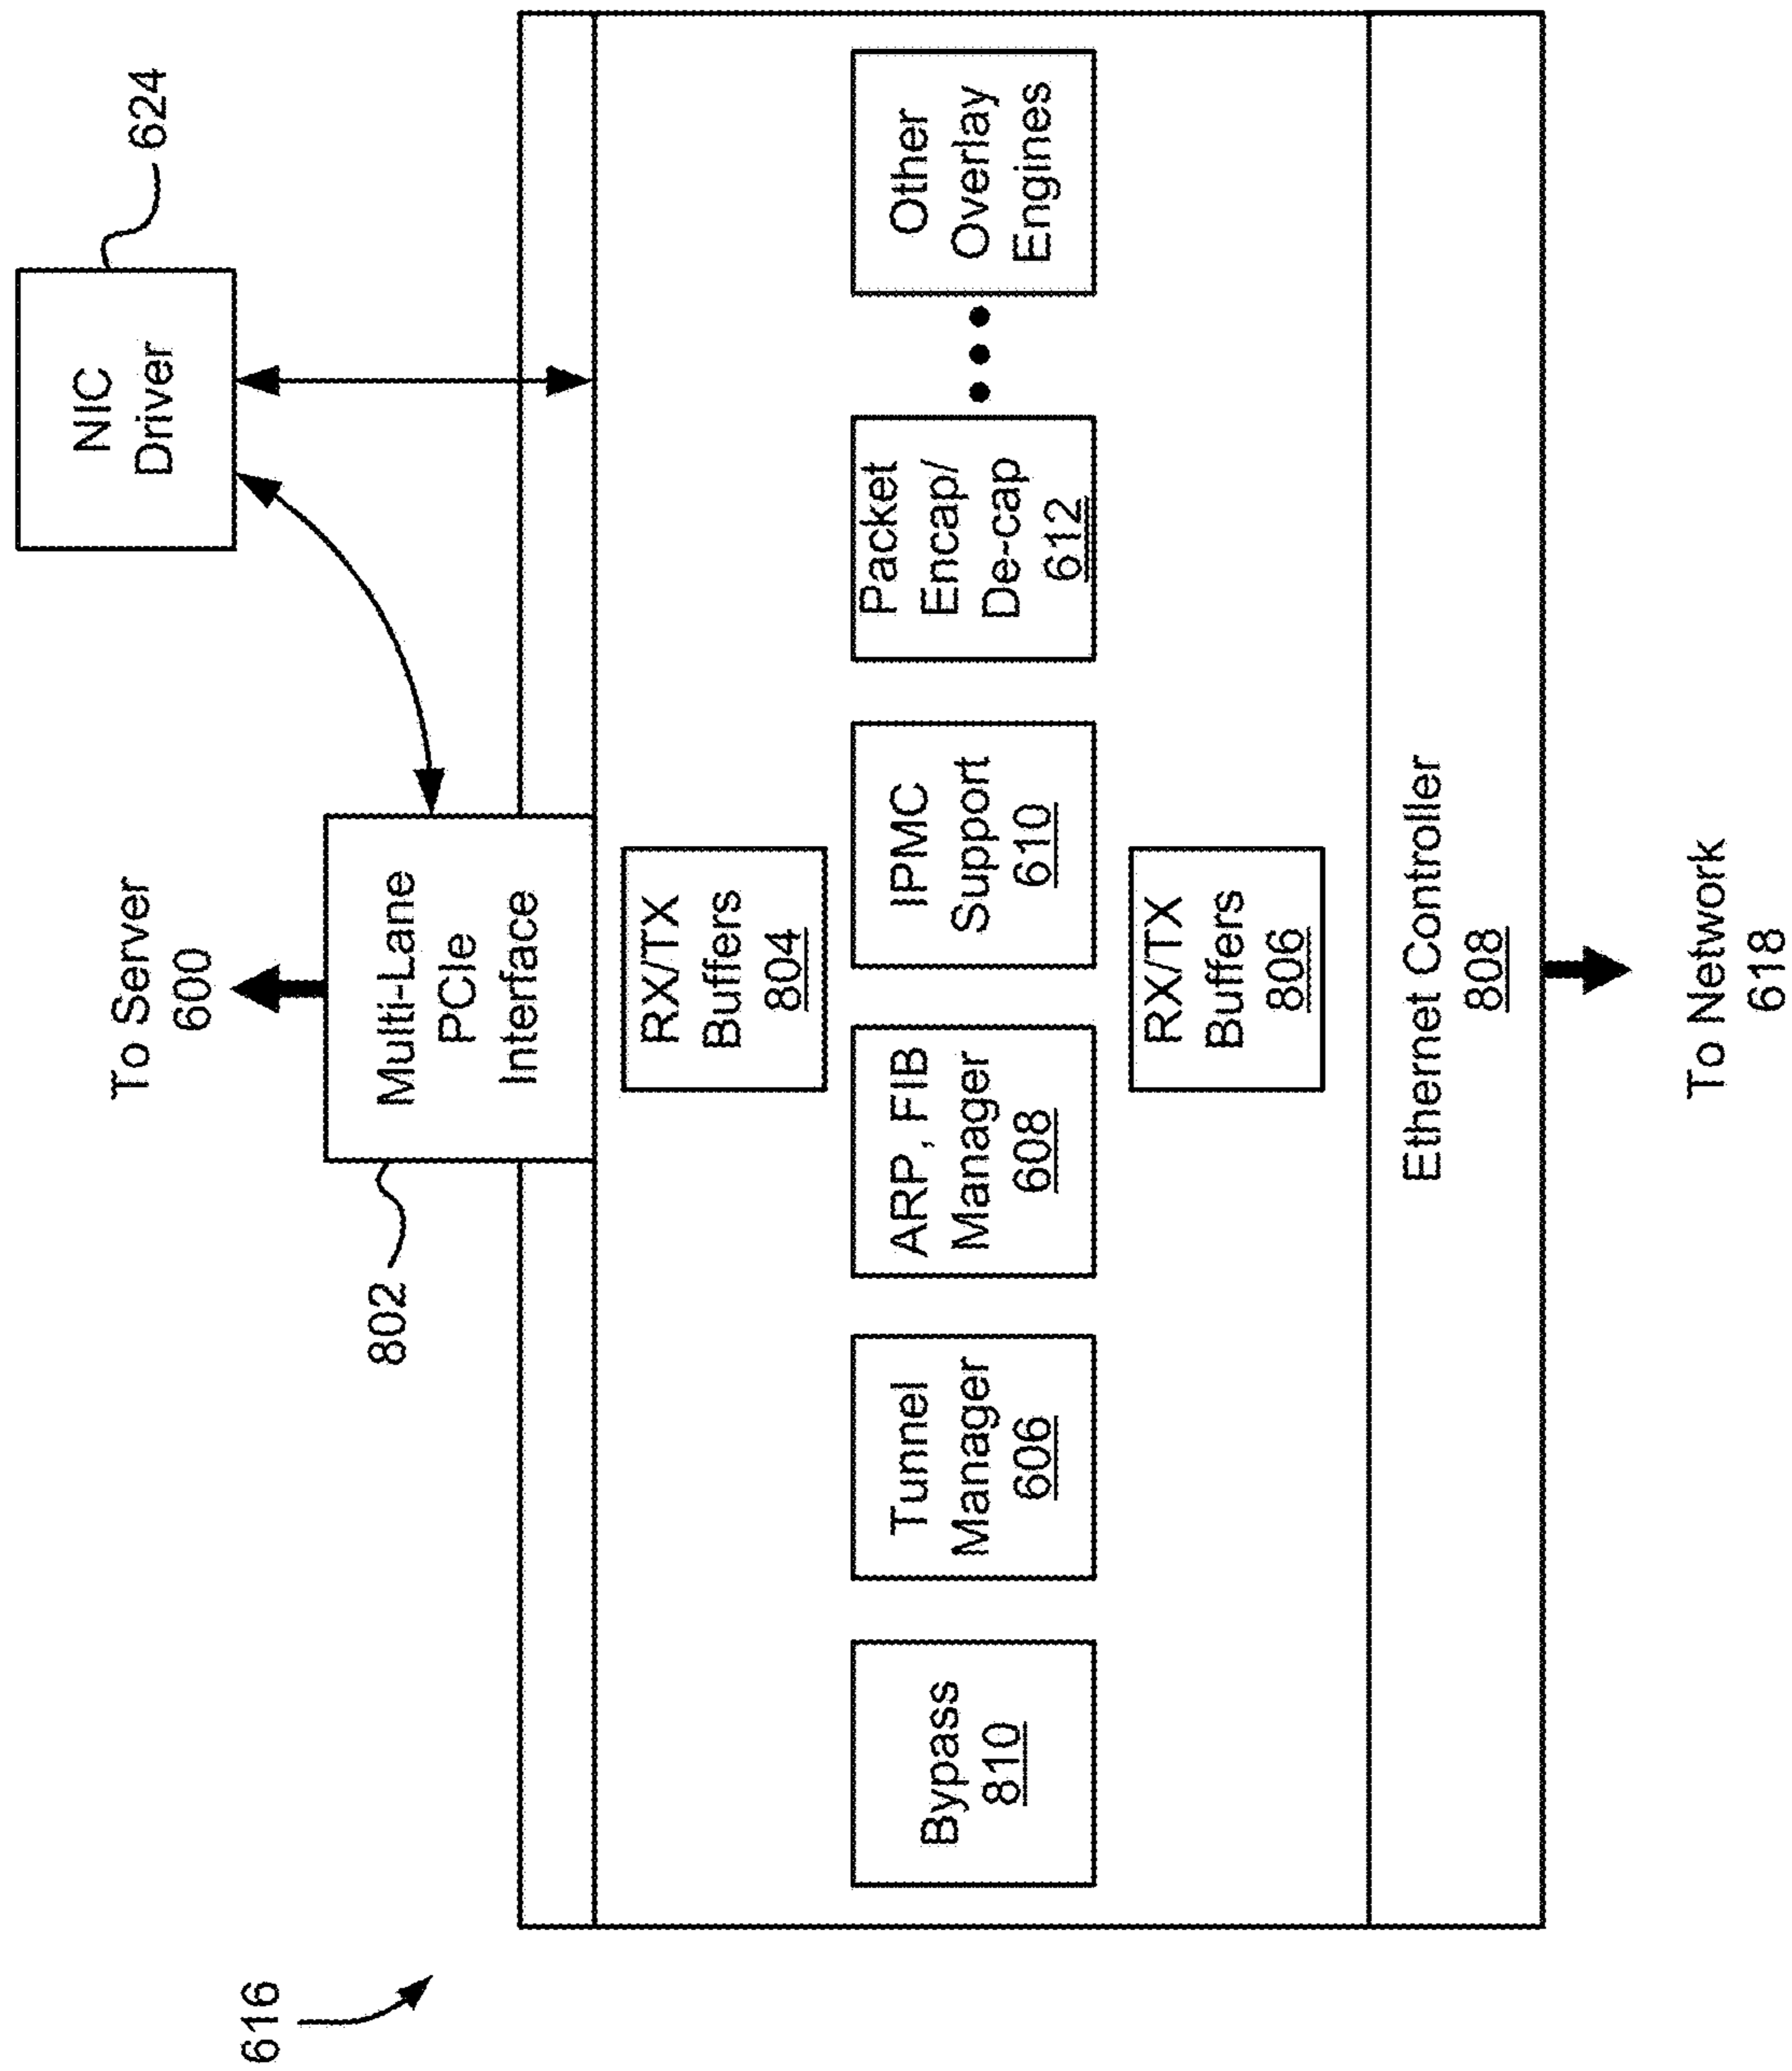 616
To Server
600
NIC
Driver
624
802
Multi-Lane
PCIe
Interface
RX/TX
Buffers
804
Bypass
810
Tunnel
Manager
606
ARP, FIB
Manager
608
IPMC
Support
610
Packet
Encap/
De-cap
612
Other
Overlay
Engines
RX/TX
Buffers
806
Ethernet Controller
808
To Network
618